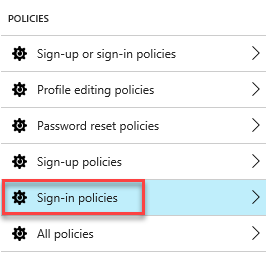 POLICIES
Sign-up or sign-in policies
Profile editing policies
Password reset policies
Sign-up policies
Sign-in policies
All policies